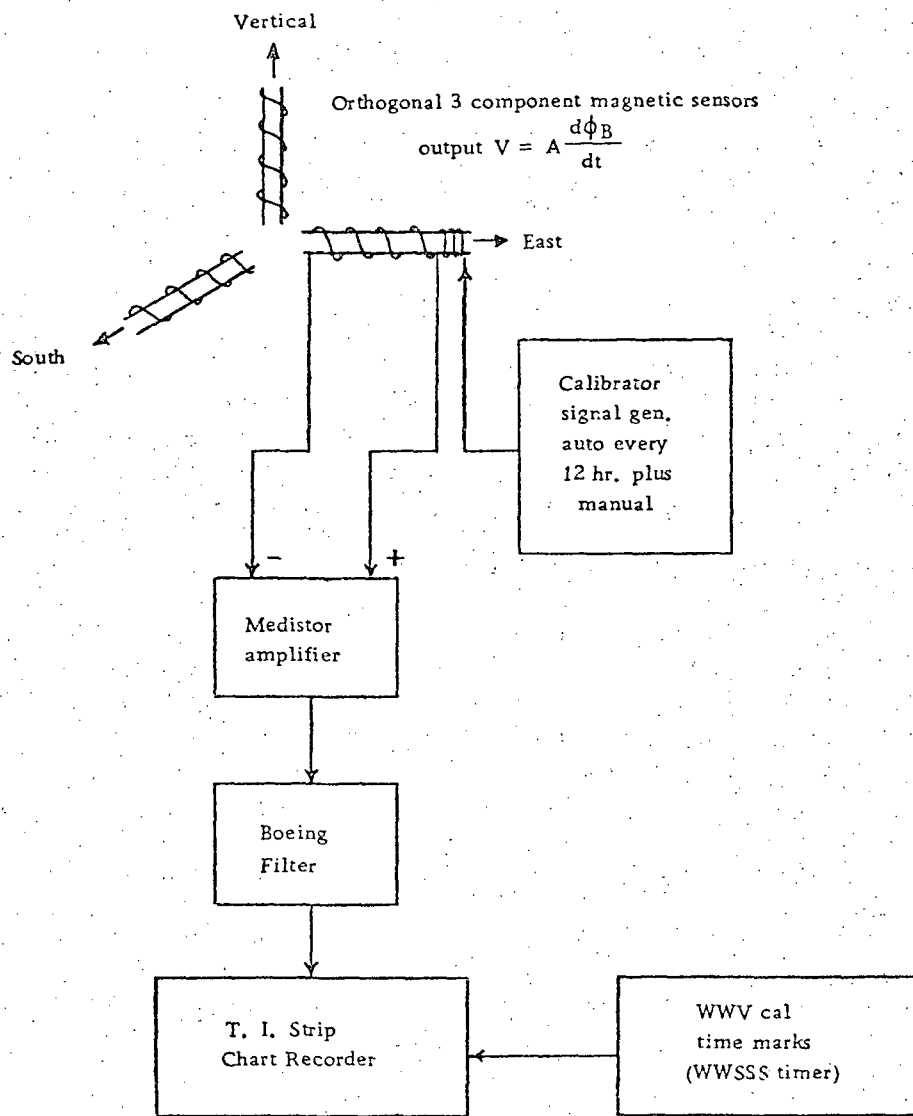 Vertical
Orthogonal 3 component magnetic sensors
output V = A dϕB/dt
East
South
Calibrator
signal gen.
auto every
12 hr. plus
manual
- +
Medistor
amplifier
Boeing
Filter
T. I. Strip
Chart Recorder
WWV cal
time marks
(WWSSS timer)